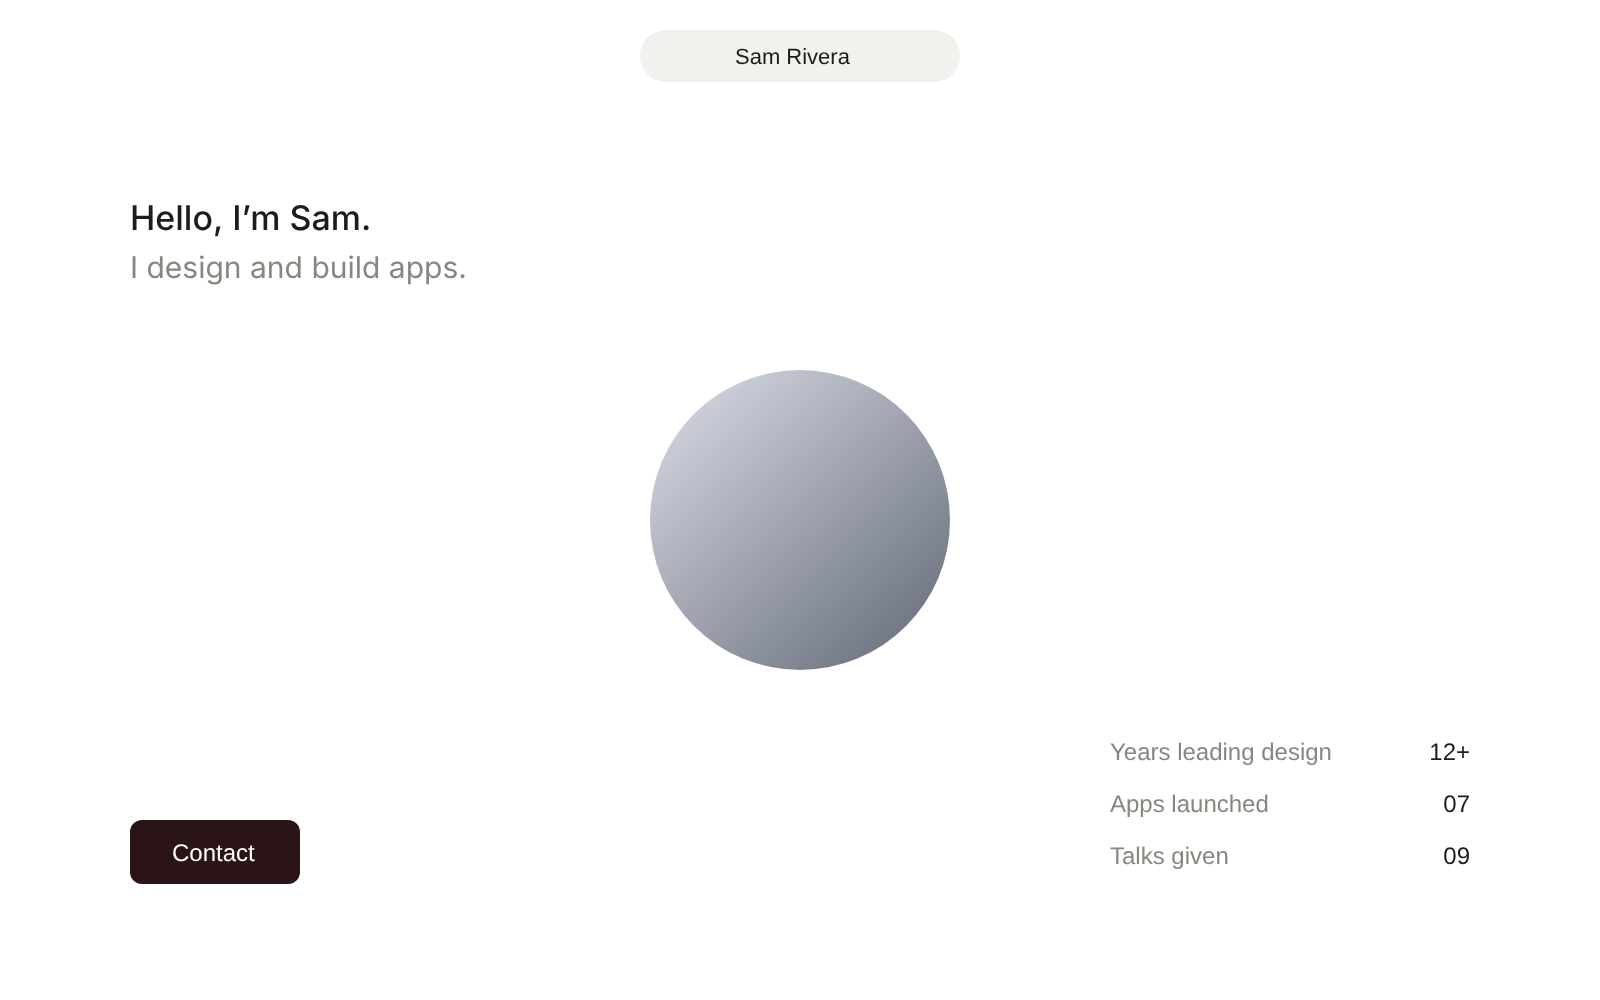 Sam Rivera
Hello, I’m Sam.
I design and build apps.
Years leading design 12+
Apps launched 07
Talks given 09
Contact